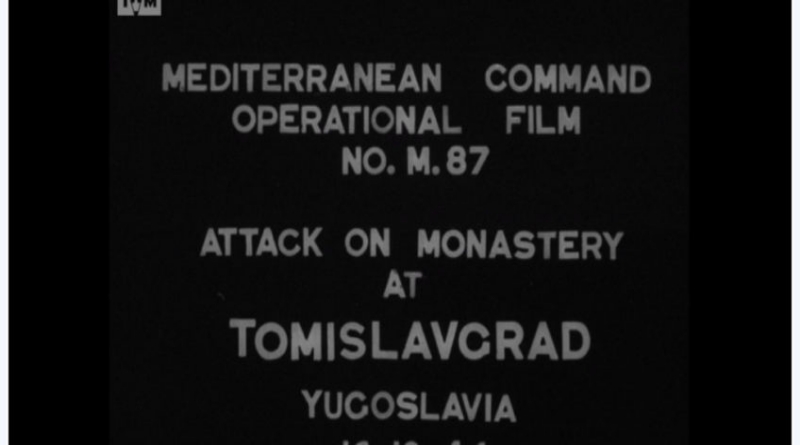 MEDITERRANEAN COMMAND
OPERATIONAL FILM
NO. M. 87
ATTACK ON MONASTERY
AT
TOMISLAVGRAD
YUGOSLAVIA